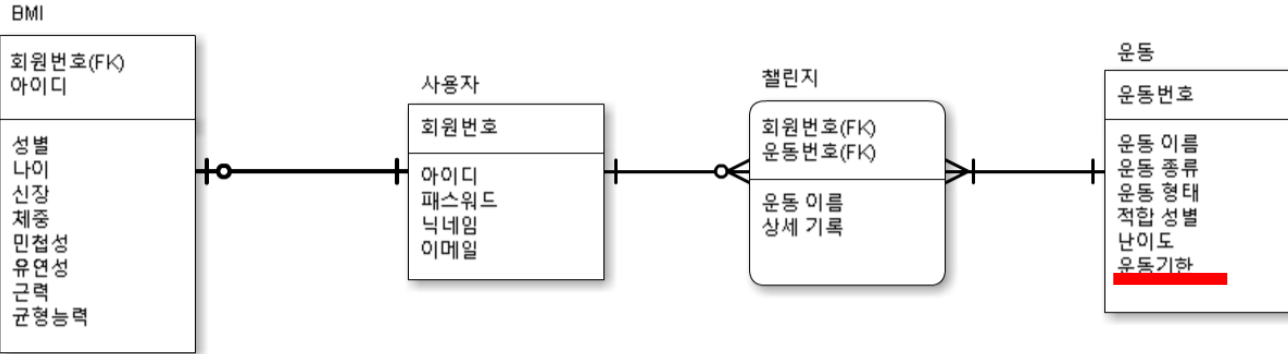 BMI
회원번호(FK)
아이디
성별
나이
신장
체중
민첩성
유연성
근력
균형능력
사용자
회원번호
아이디
패스워드
닉네임
이메일
챌린지
회원번호(FK)
운동번호(FK)
운동 이름
상세 기록
운동
운동번호
운동 이름
운동 종류
운동 형태
적합 성별
난이도
운동기한